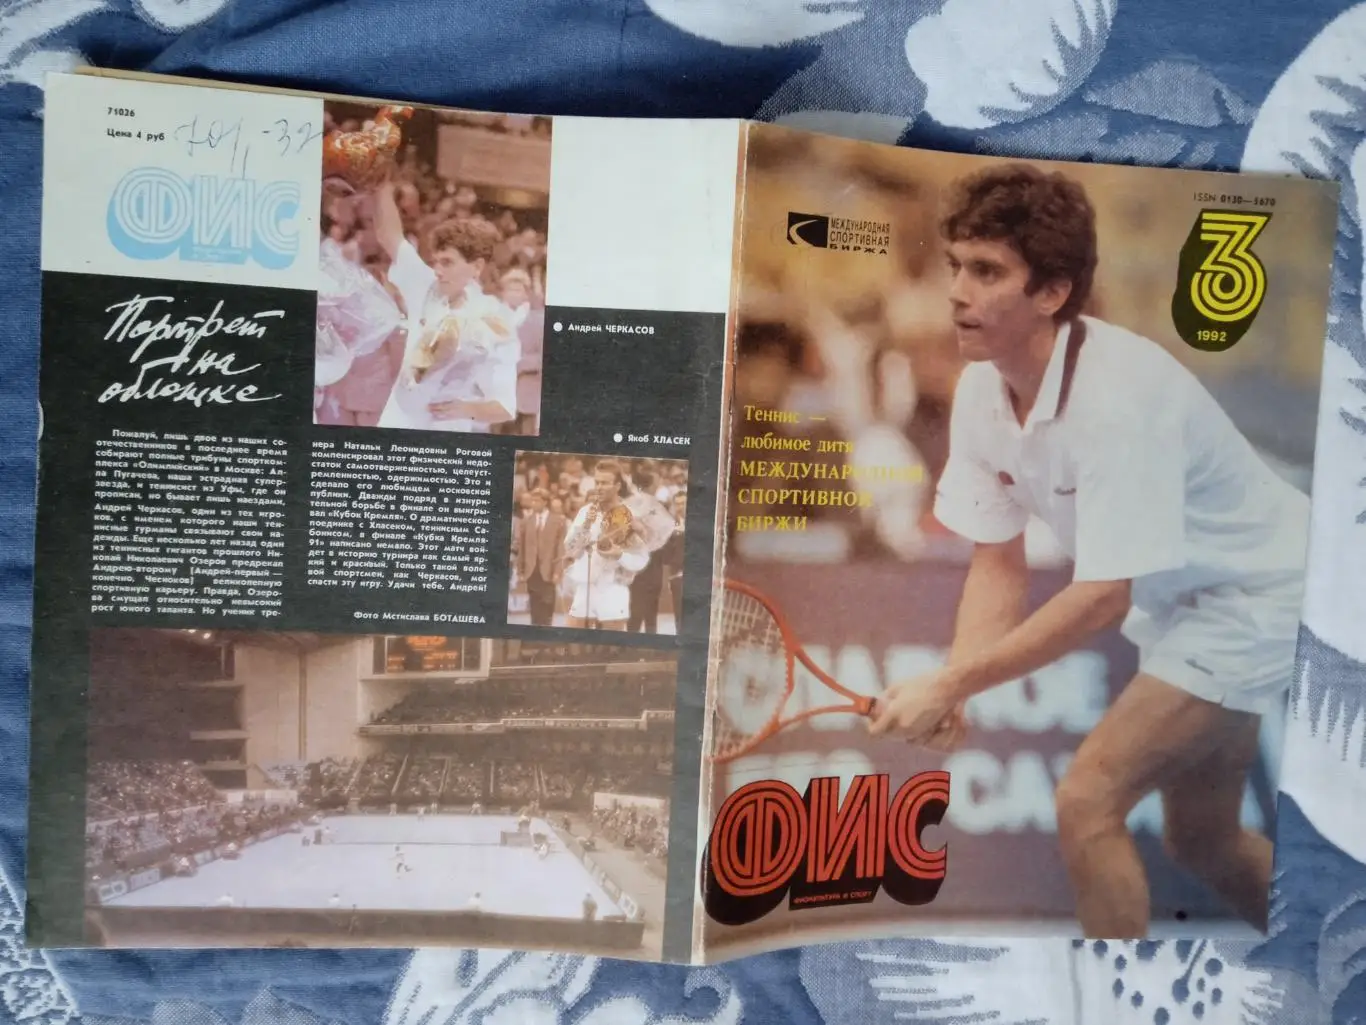 71026
Цена 4 руб
ФИС
Портрет
на
обложке
Андрей ЧЕРКАСОВ
Якоб ХЛАСЕК
Пожалуй, лишь двое из наших со-
отечественников в последнее время
собирают полные трибуны спортком-
плекса «Олимпийский» в Москве: Ал-
ла Пугачева, наша эстрадная супер-
звезда, и теннисист из Уфы, где он
прописан, но бывает лишь наездами,
Андрей Черкасов, один из тех игро-
ков, с именем которого наши тен-
нисные гурманы связывают свои на-
дежды. Еще несколько лет назад один
из теннисных гигантов прошлого Ни-
колай Николаевич Озеров предрекал
Андрею-второму [Андрей-первый —
конечно, Чесноков] великолепную
спортивную карьеру. Правда, Озеро-
ва смущал относительно невысокий
рост юного таланта. Но ученик тре-
нера Натальи Леонидовны Роговой
компенсировал этот физический недо-
статок самоотверженностью, целеуст-
ремленностью, одержимостью. Это и
сделало его любимцем московской
публики. Дважды подряд в изнури-
тельной борьбе в финале он выигры-
вал «Кубок Кремля». О драматическом
поединке с Хласеком, теннисным Са-
бонисом, в финале «Кубка Кремля-
91» написано немало. Этот матч вой-
дет в историю турнира как самый яр-
кий и красивый. Только такой воле-
вой спортсмен, как Черкасов, мог
спасти эту игру. Удачи тебе, Андрей!
Фото Мстислава БОТАШЕВА
МЕЖДУНАРОДНАЯ
СПОРТИВНАЯ
БИРЖА
ISSN 0130—5670
3
1992
Теннис —
любимое дитя
МЕЖДУНАРОДНОЙ
СПОРТИВНОЙ
БИРЖИ
ФИС
ФИЗКУЛЬТУРА И СПОРТ